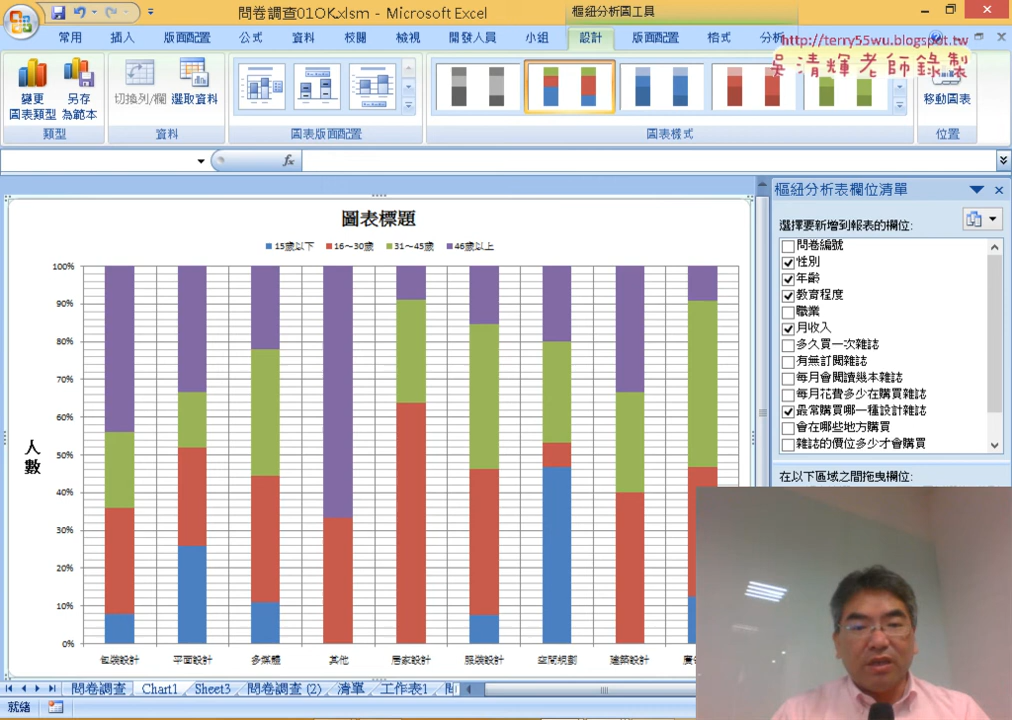 問卷調查01OK.xlsm - Microsoft Excel
樞紐分析圖工具
常用 插入 版面配置 公式 資料 校閱 檢視 開發人員 小組 設計 版面配置 格式 分析
http://terry55wu.blogspot.tw
吳清輝老師錄製
變更 圖表類型
另存 為範本
切換列/欄
選取資料
移動圖表
類型 資料 圖表版面配置 圖表樣式 位置
fx
樞紐分析表欄位清單
選擇要新增到報表的欄位:
問卷編號
性別
年齡
教育程度
職業
月收入
多久買一次雜誌
有無訂閱雜誌
每月會閱讀幾本雜誌
每月花費多少在購買雜誌
最常購買哪一種設計雜誌
會在哪些地方購買
雜誌的價位多少才會購買
在以下區域之間拖曳欄位:
圖表標題
15歲以下 16～30歲 31～45歲 46歲以上
100%
90%
80%
70%
60%
50%
40%
30%
20%
10%
0%
人數
包裝設計 平面設計 多媒體 其他 居家設計 服裝設計 空間規劃 建築設計
問卷調查 Chart1 Sheet3 問卷調查 (2) 清單 工作表1
就緒